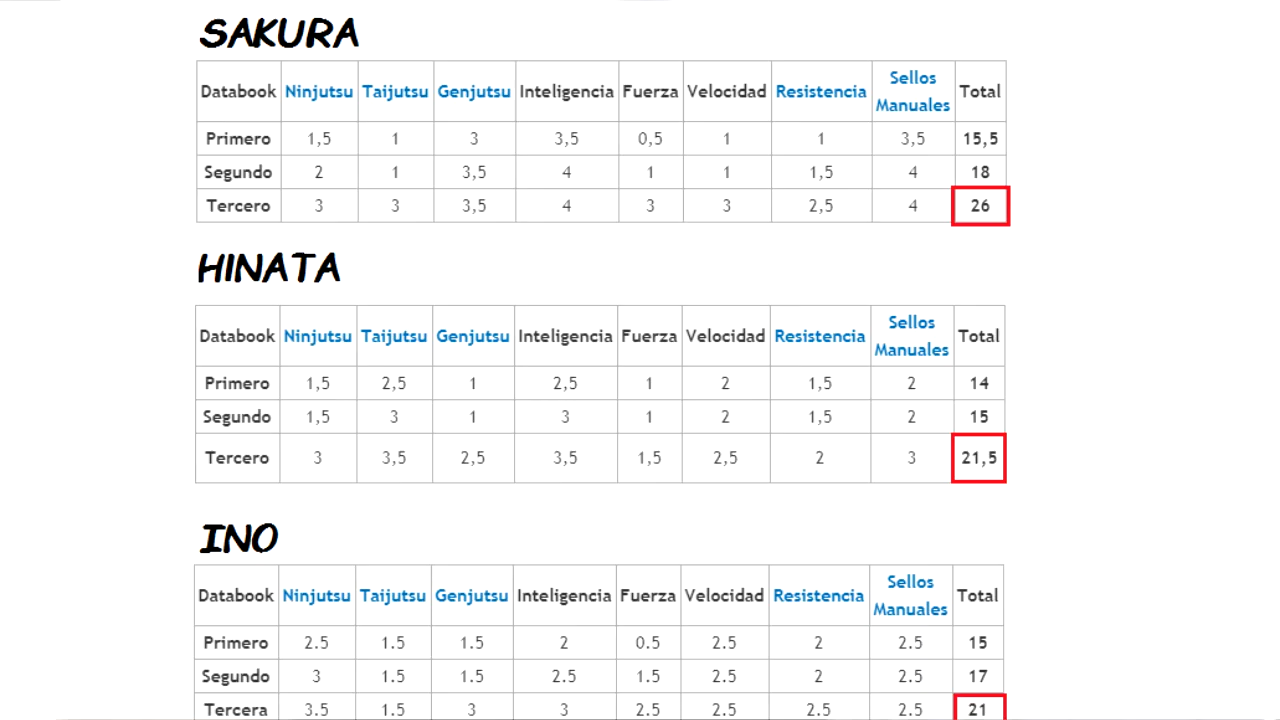 SAKURA
Databook Ninjutsu Taijutsu Genjutsu Inteligencia Fuerza Velocidad Resistencia Sellos Manuales Total
Primero 1,5 1 3 3,5 0,5 1 1 3,5 15,5
Segundo 2 1 3,5 4 1 1 1,5 4 18
Tercero 3 3 3,5 4 3 3 2,5 4 26
HINATA
Databook Ninjutsu Taijutsu Genjutsu Inteligencia Fuerza Velocidad Resistencia Sellos Manuales Total
Primero 1,5 2,5 1 2,5 1 2 1,5 2 14
Segundo 1,5 3 1 3 1 2 1,5 2 15
Tercero 3 3,5 2,5 3,5 1,5 2,5 2 3 21,5
INO
Databook Ninjutsu Taijutsu Genjutsu Inteligencia Fuerza Velocidad Resistencia Sellos Manuales Total
Primero 2.5 1.5 1.5 2 0.5 2.5 2 2.5 15
Segundo 3 1.5 1.5 2.5 1.5 2.5 2 2.5 17
Tercera 3.5 1.5 3 3 2.5 2.5 2.5 2.5 21